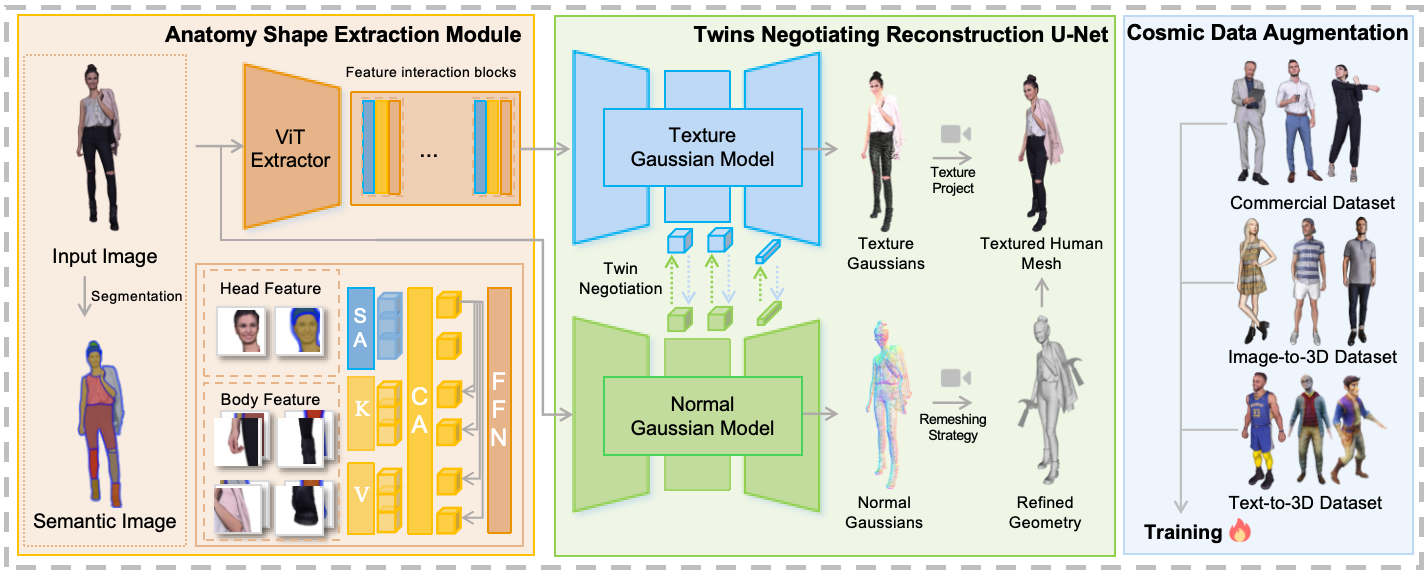 Anatomy Shape Extraction Module
Input Image
Segmentation
Semantic Image
ViT
Extractor
Feature interaction blocks
...
Head Feature
Body Feature
SA
K
V
CA
FFN
Twins Negotiating Reconstruction U-Net
Texture
Gaussian Model
Twin
Negotiation
Normal
Gaussian Model
Texture
Gaussians
Texture
Project
Textured Human
Mesh
Normal
Gaussians
Remeshing
Strategy
Refined
Geometry
Cosmic Data Augmentation
Commercial Dataset
Image-to-3D Dataset
Text-to-3D Dataset
Training